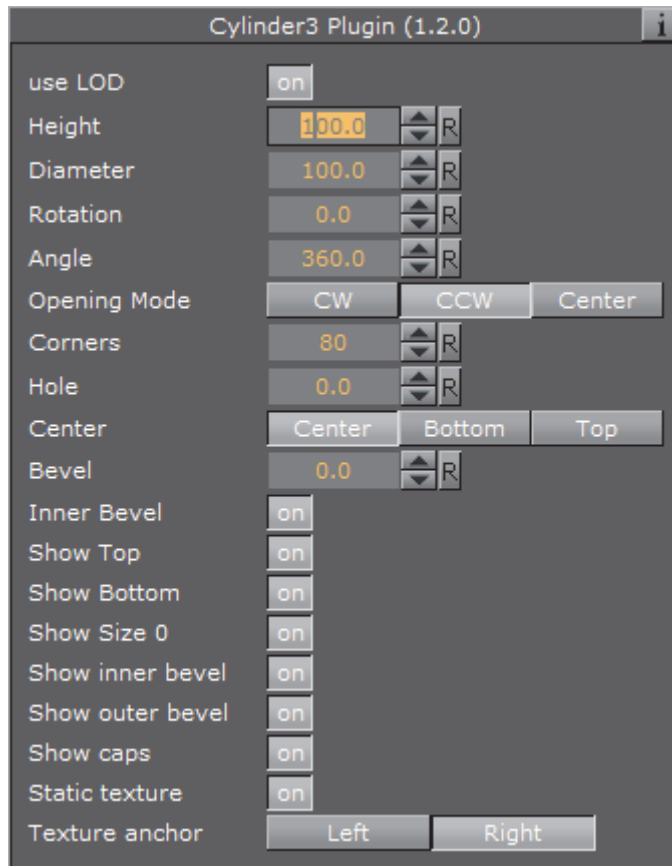 Cylinder3 Plugin (1.2.0) i
use LOD on
Height 100.0 R
Diameter 100.0 R
Rotation 0.0 R
Angle 360.0 R
Opening Mode CW CCW Center
Corners 80 R
Hole 0.0 R
Center Center Bottom Top
Bevel 0.0 R
Inner Bevel on
Show Top on
Show Bottom on
Show Size 0 on
Show inner bevel on
Show outer bevel on
Show caps on
Static texture on
Texture anchor Left Right